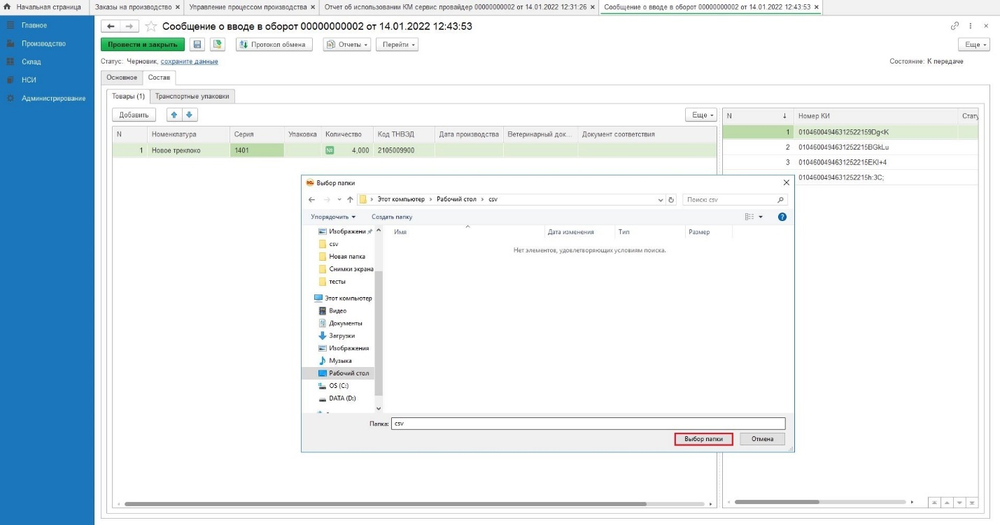 Начальная страница Заказы на производство × Управление процессом производства × Отчет об использовании КМ сервис провайдер 00000000002 от 14.01.2022 12:31:26 × Сообщение о вводе в оборот 00000000002 от 14.01.2022 12:43:53 ×
Главное
Производство
Склад
НСИ
Администрирование
Сообщение о вводе в оборот 00000000002 от 14.01.2022 12:43:53
Провести и закрыть Протокол обмена Отчеты Перейти Еще
Статус: Черновик, сохраните данные Состояние: К передаче
Основное Состав
Товары (1) Транспортные упаковки
Добавить Еще
N Номенклатура Серия Упаковка Количество Код ТНВЭД Дата производства Ветеринарный док... Документ соответствия
1 Новое треклоко 1401 № 4,000 2105009900
N ↓ Номер КИ Стату
1 01046004946312522159Dg<K
2 0104600494631252215BGkLu
3 0104600494631252215EKI+4
0104600494631252215h:3C;
Выбор папки
Этот компьютер › Рабочий стол › csv Поиск: csv
Упорядочить Создать папку
Имя Дата изменения Тип Размер
Нет элементов, удовлетворяющих условиям поиска.
Изображени
csv
Новая папка
Снимки экрана
тесты
Этот компьютер
Видео
Документы
Загрузки
Изображения
Музыка
Рабочий стол
OS (C:)
DATA (D:)
Папка: csv
Выбор папки Отмена